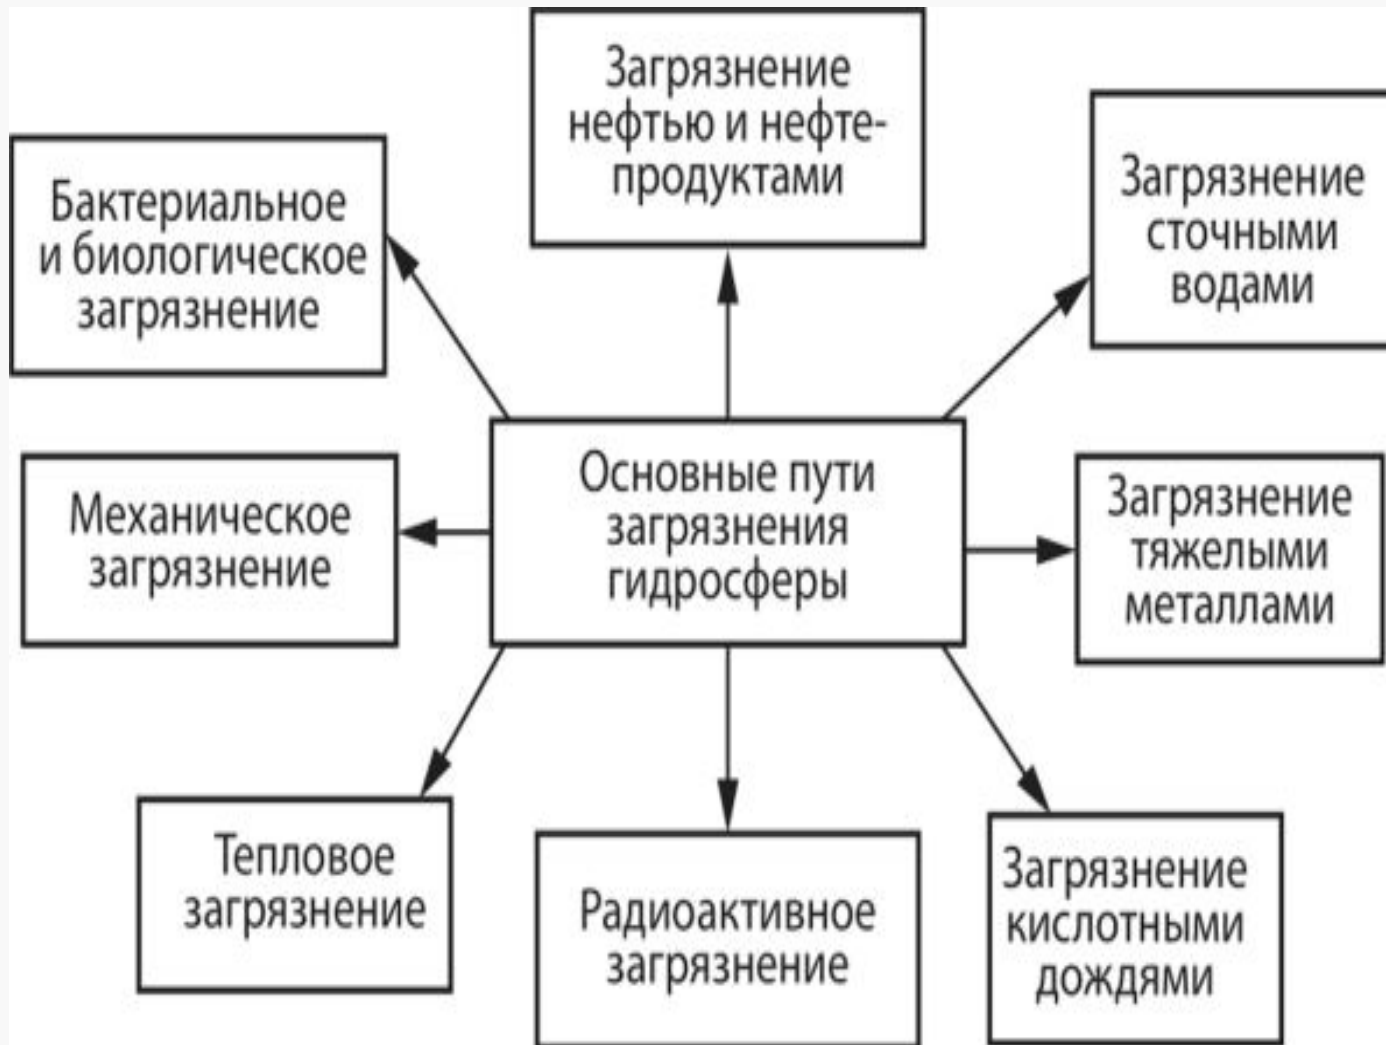 Загрязнение
нефтью и нефте-
продуктами
Бактериальное
и биологическое
загрязнение
Загрязнение
сточными
водами
Основные пути
загрязнения
гидросферы
Механическое
загрязнение
Загрязнение
тяжелыми
металлами
Тепловое
загрязнение
Радиоактивное
загрязнение
Загрязнение
кислотными
дождями